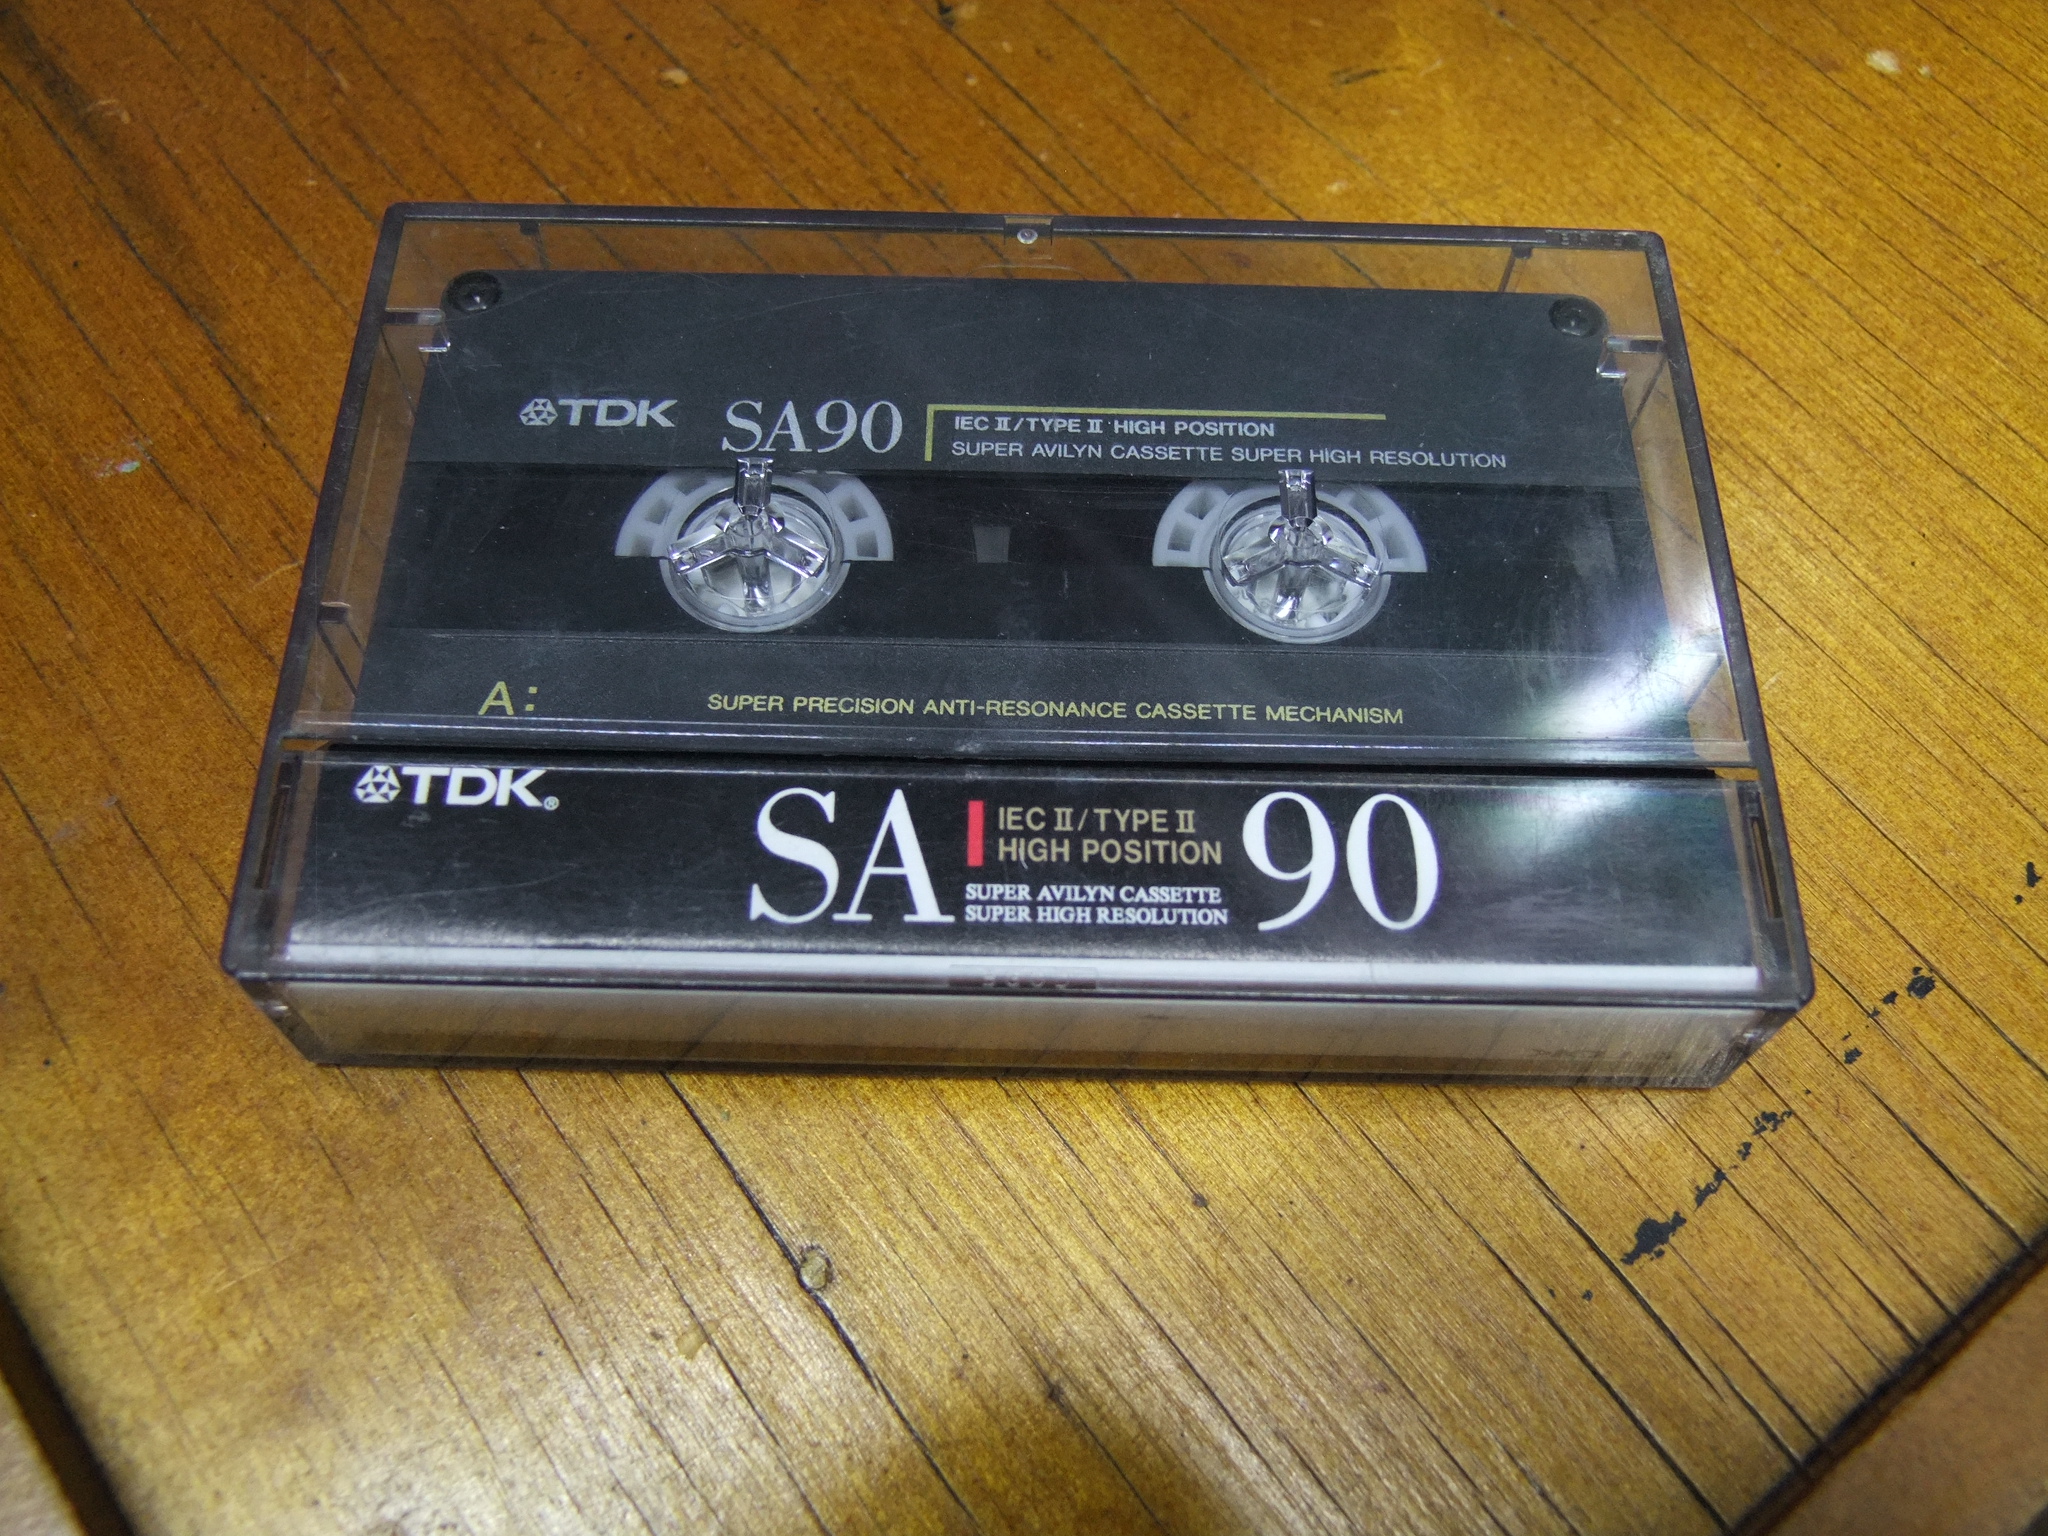 TDK SA90 IEC II/TYPE II HIGH POSITION
SUPER AVILYN CASSETTE SUPER HIGH RESOLUTION
A: SUPER PRECISION ANTI-RESONANCE CASSETTE MECHANISM
TDK®
SA 90
IEC II/TYPE II
HIGH POSITION
SUPER AVILYN CASSETTE
SUPER HIGH RESOLUTION